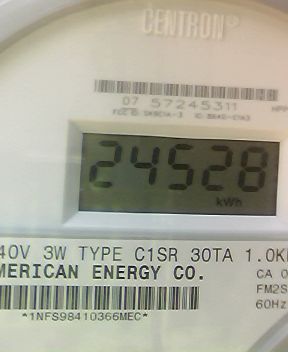 CENTRON®
07 57245311
24528
kWh
40V 3W TYPE C1SR 30TA 1.0K
MERICAN ENERGY CO.
CA 0
FM2S
60Hz
*1NFS98410366MEC*